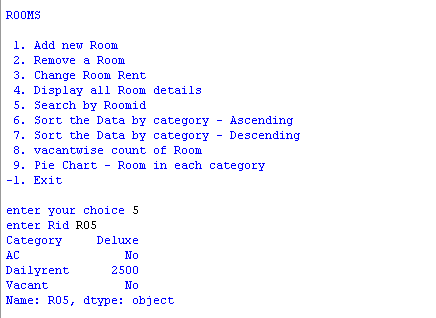 ROOMS
1. Add new Room
2. Remove a Room
3. Change Room Rent
4. Display all Room details
5. Search by Roomid
6. Sort the Data by category - Ascending
7. Sort the Data by category - Descending
8. vacantwise count of Room
9. Pie Chart - Room in each category
-1. Exit
enter your choice 5
enter Rid R05
Category Deluxe
AC No
Dailyrent 2500
Vacant No
Name: R05, dtype: object